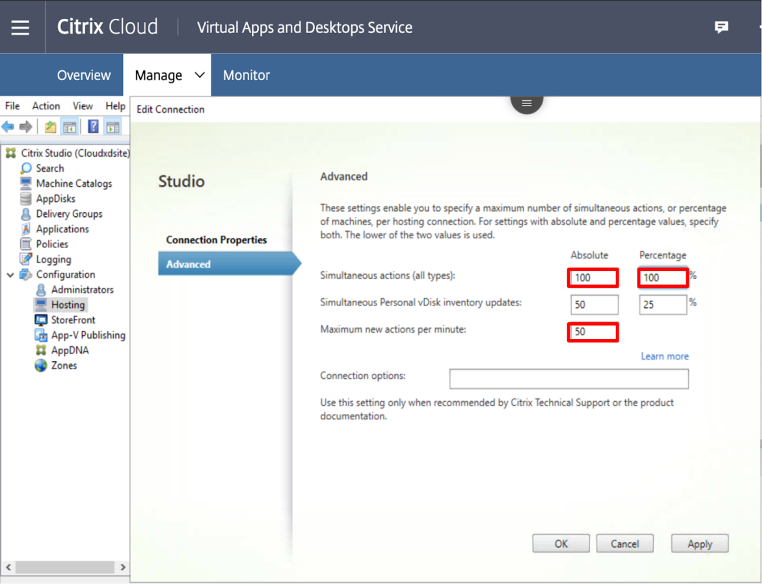 Citrix Cloud
Virtual Apps and Desktops Service
Overview
Manage
Monitor
File Action View Help
Edit Connection
Citrix Studio (Cloudxdsite)
Search
Machine Catalogs
AppDisks
Delivery Groups
Applications
Policies
Logging
Configuration
Administrators
Hosting
StoreFront
App-V Publishing
AppDNA
Zones
Studio
Connection Properties
Advanced
Advanced
These settings enable you to specify a maximum number of simultaneous actions, or percentage
of machines, per hosting connection. For settings with absolute and percentage values, specify
both. The lower of the two values is used.
Absolute Percentage
Simultaneous actions (all types): 100 100 %
Simultaneous Personal vDisk inventory updates: 50 25 %
Maximum new actions per minute: 50
Learn more
Connection options:
Use this setting only when recommended by Citrix Technical Support or the product
documentation.
OK Cancel Apply